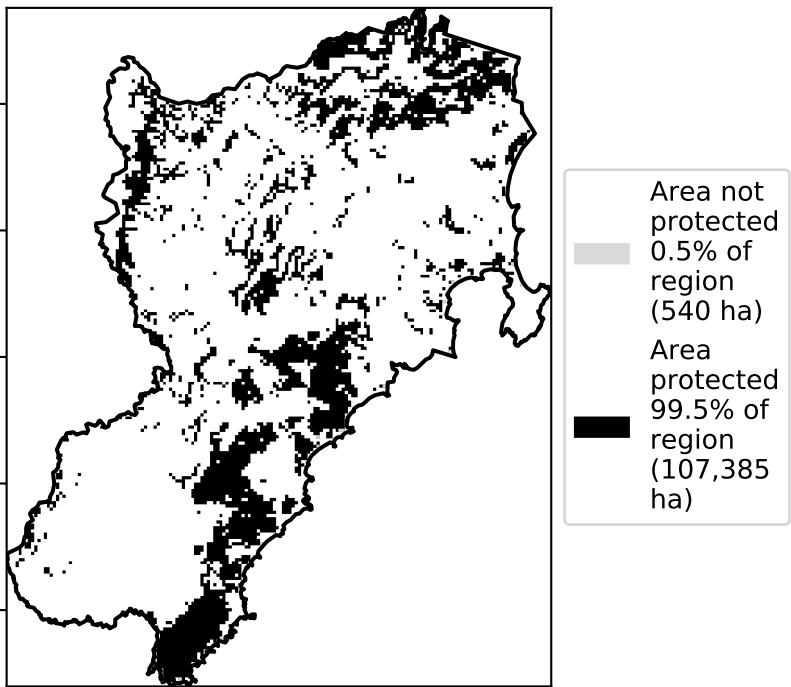 Area not
protected
0.5% of
region
(540 ha)
Area
protected
99.5% of
region
(107,385
ha)